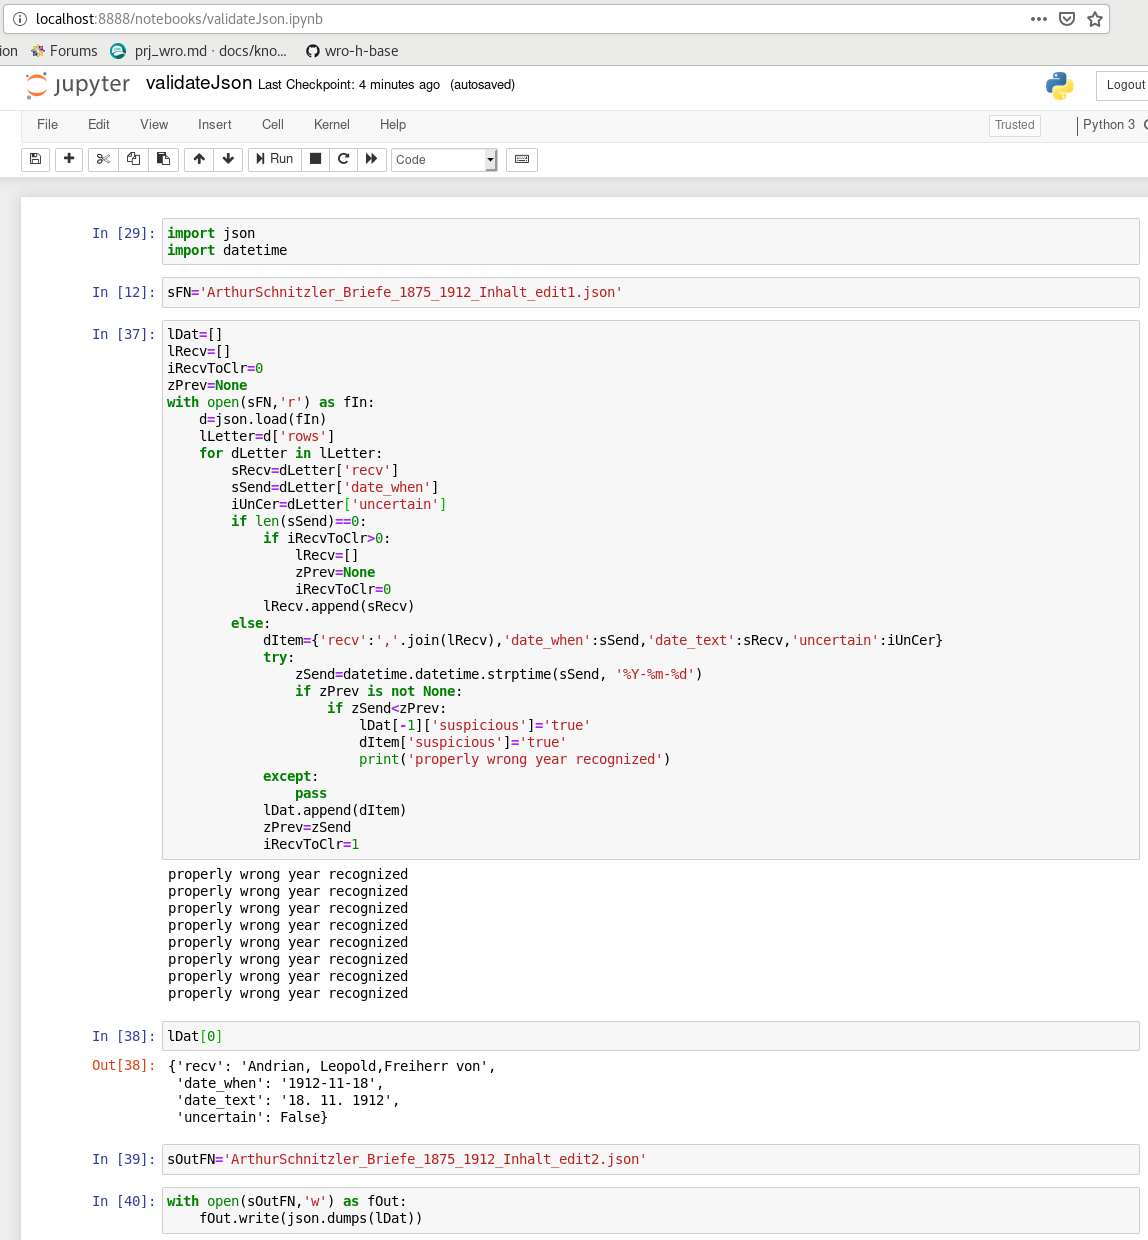 localhost:8888/notebooks/validateJson.ipynb
ion Forums prj_wro.md · docs/kno... wro-h-base
jupyter validateJson Last Checkpoint: 4 minutes ago (autosaved) Logout
File Edit View Insert Cell Kernel Help Trusted Python 3
Run Code
In [29]: import json
import datetime
In [12]: sFN='ArthurSchnitzler_Briefe_1875_1912_Inhalt_edit1.json'
In [37]: lDat=[]
lRecv=[]
iRecvToClr=0
zPrev=None
with open(sFN,'r') as fIn:
    d=json.load(fIn)
    lLetter=d['rows']
    for dLetter in lLetter:
        sRecv=dLetter['recv']
        sSend=dLetter['date_when']
        iUnCer=dLetter['uncertain']
        if len(sSend)==0:
            if iRecvToClr>0:
                lRecv=[]
                zPrev=None
                iRecvToClr=0
            lRecv.append(sRecv)
        else:
            dItem={'recv':','.join(lRecv),'date_when':sSend,'date_text':sRecv,'uncertain':iUnCer}
            try:
                zSend=datetime.datetime.strptime(sSend, '%Y-%m-%d')
                if zPrev is not None:
                    if zSend<zPrev:
                        lDat[-1]['suspicious']='true'
                        dItem['suspicious']='true'
                        print('properly wrong year recognized')
            except:
                pass
            lDat.append(dItem)
            zPrev=zSend
            iRecvToClr=1
properly wrong year recognized
properly wrong year recognized
properly wrong year recognized
properly wrong year recognized
properly wrong year recognized
properly wrong year recognized
properly wrong year recognized
properly wrong year recognized
In [38]: lDat[0]
Out[38]: {'recv': 'Andrian, Leopold,Freiherr von',
 'date_when': '1912-11-18',
 'date_text': '18. 11. 1912',
 'uncertain': False}
In [39]: sOutFN='ArthurSchnitzler_Briefe_1875_1912_Inhalt_edit2.json'
In [40]: with open(sOutFN,'w') as fOut:
    fOut.write(json.dumps(lDat))